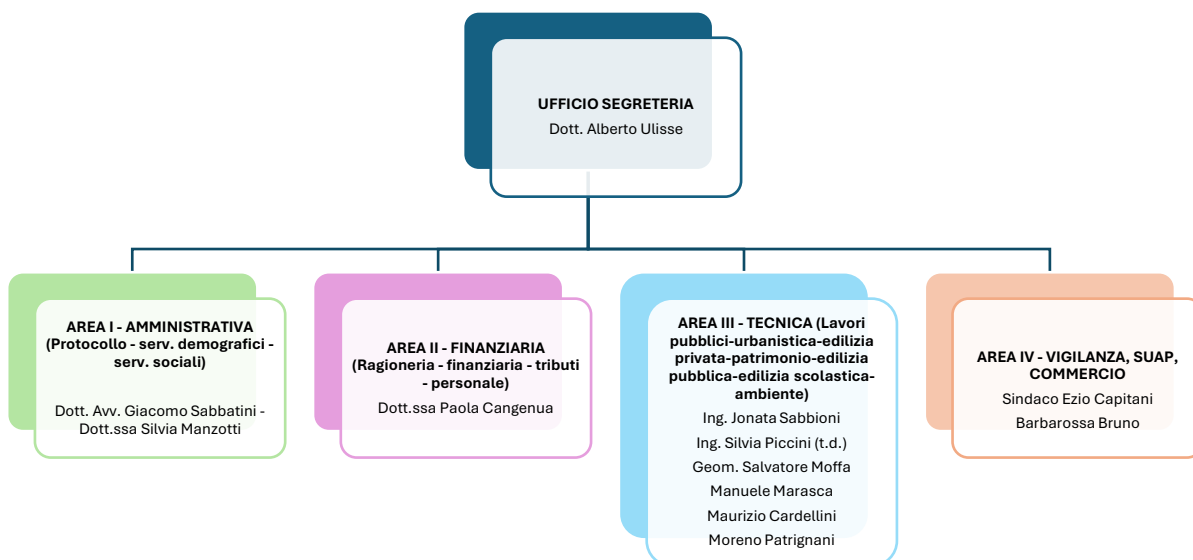 UFFICIO SEGRETERIA
Dott. Alberto Ulisse
AREA I - AMMINISTRATIVA
(Protocollo - serv. demografici -
serv. sociali)
Dott. Avv. Giacomo Sabbatini -
Dott.ssa Silvia Manzotti
AREA II - FINANZIARIA
(Ragioneria - finanziaria - tributi
- personale)
Dott.ssa Paola Cangenua
AREA III - TECNICA (Lavori
pubblici-urbanistica-edilizia
privata-patrimonio-edilizia
pubblica-edilizia scolastica-
ambiente)
Ing. Jonata Sabbioni
Ing. Silvia Piccini (t.d.)
Geom. Salvatore Moffa
Manuele Marasca
Maurizio Cardellini
Moreno Patrignani
AREA IV - VIGILANZA, SUAP,
COMMERCIO
Sindaco Ezio Capitani
Barbarossa Bruno